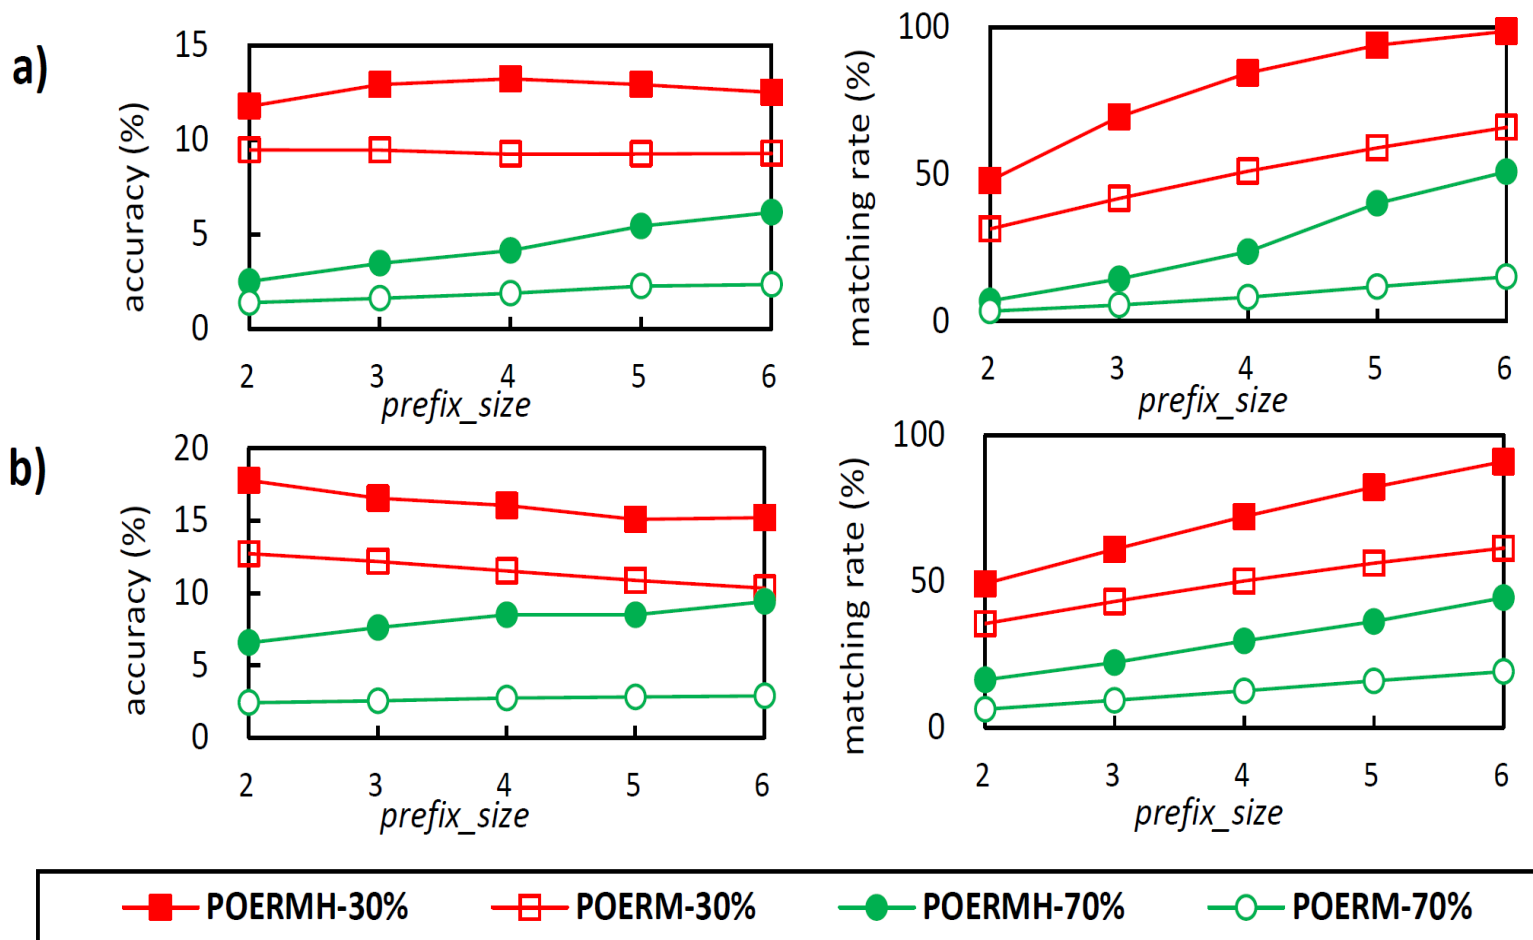 a)
accuracy (%)
15
10
5
0
2 3 4 5 6
prefix_size
matching rate (%)
100
50
0
2 3 4 5 6
prefix_size
b)
accuracy (%)
20
15
10
5
0
2 3 4 5 6
prefix_size
matching rate (%)
100
50
0
2 3 4 5 6
prefix_size
POERMH-30% POERM-30% POERMH-70% POERM-70%